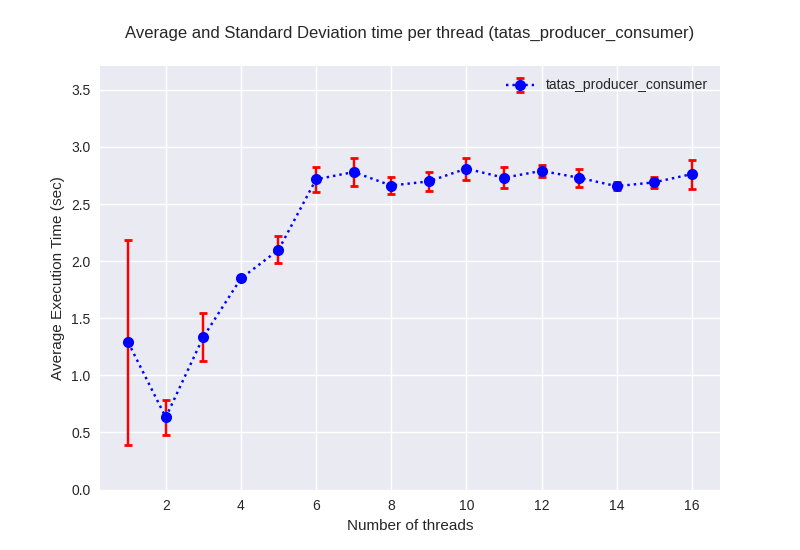 Average and Standard Deviation time per thread (tatas_producer_consumer)
tatas_producer_consumer
3.5
3.0
2.5
2.0
1.5
1.0
0.5
0.0
Average Execution Time (sec)
2 4 6 8 10 12 14 16
Number of threads